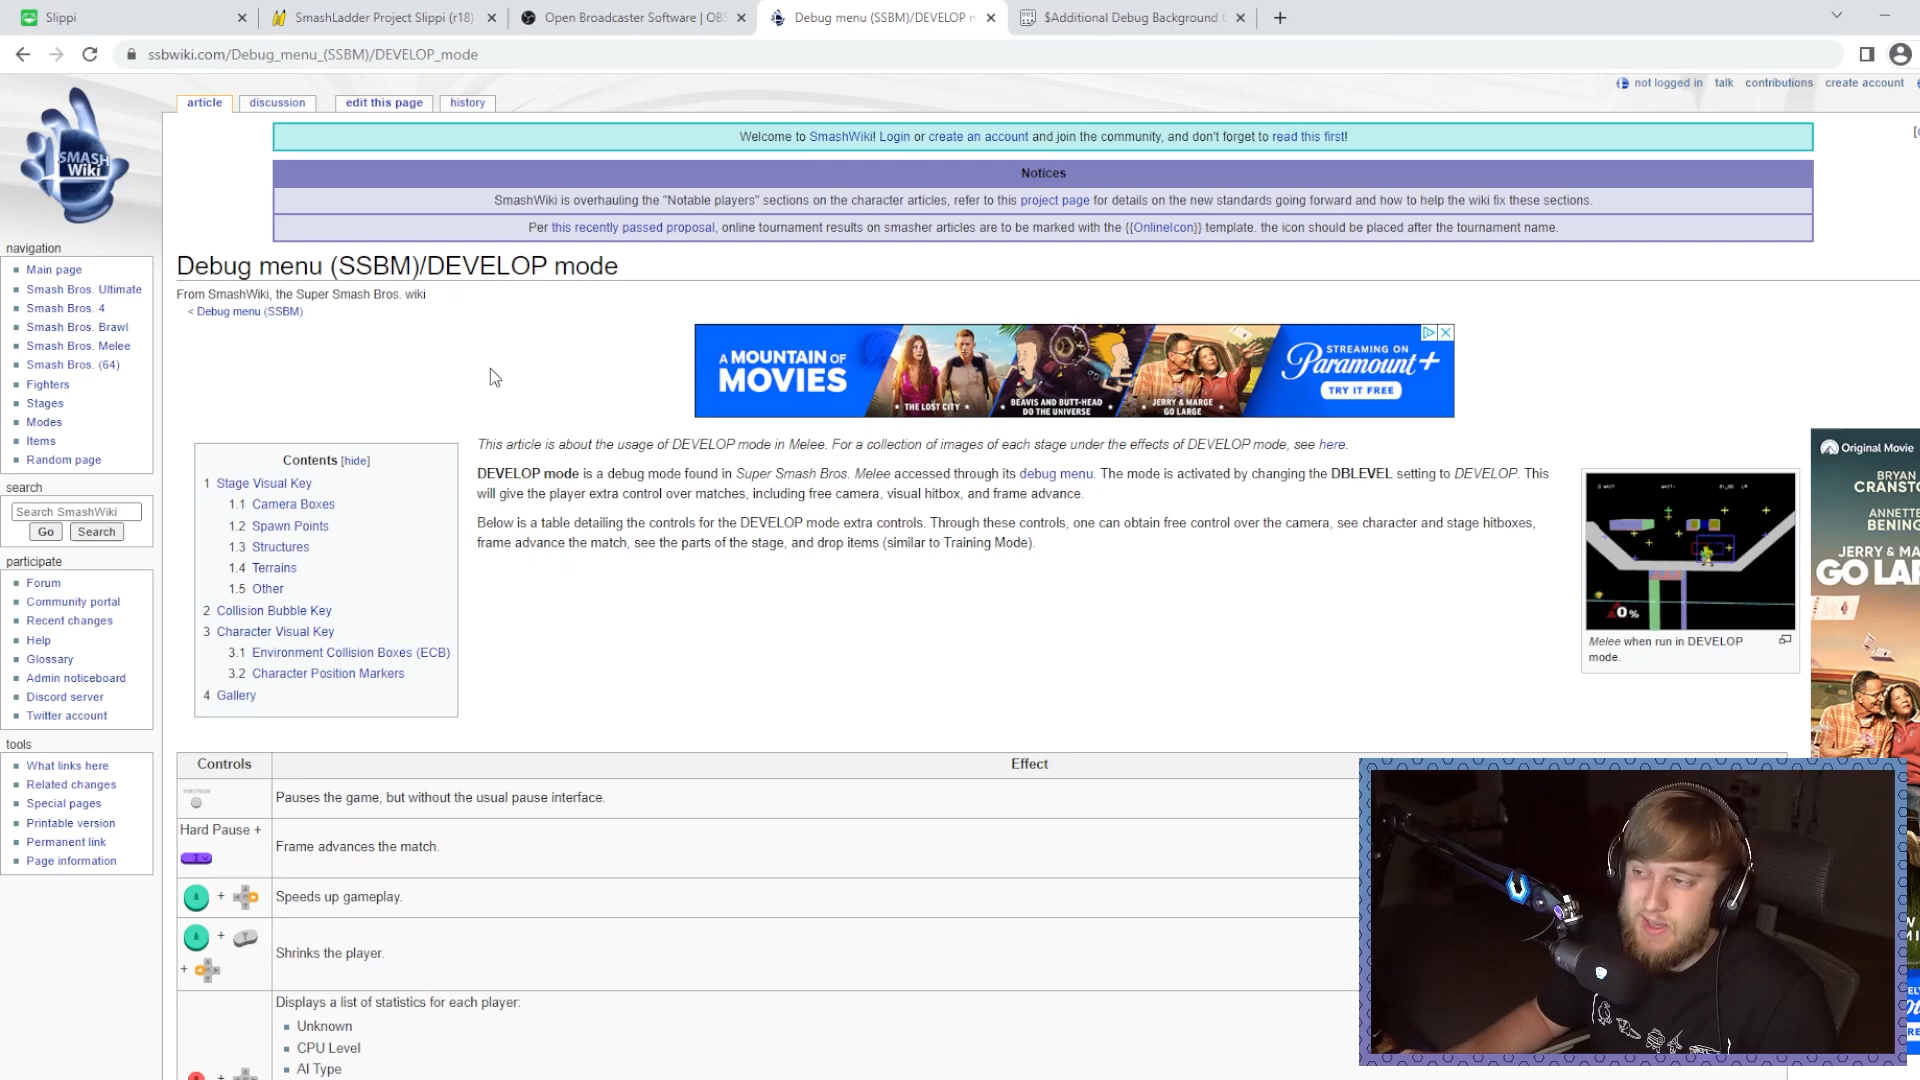 Slippi
SmashLadder Project Slippi (r18)
Open Broadcaster Software | OBS
Debug menu (SSBM)/DEVELOP m
$Additional Debug Background
ssbwiki.com/Debug_menu_(SSBM)/DEVELOP_mode
not logged in talk contributions create account
article discussion edit this page history
SMASH
Wiki
Welcome to SmashWiki! Login or create an account and join the community, and don't forget to read this first!
Notices
SmashWiki is overhauling the "Notable players" sections on the character articles, refer to this project page for details on the new standards going forward and how to help the wiki fix these sections.
Per this recently passed proposal, online tournament results on smasher articles are to be marked with the {{OnlineIcon}} template. the icon should be placed after the tournament name.
Debug menu (SSBM)/DEVELOP mode
From SmashWiki, the Super Smash Bros. wiki
< Debug menu (SSBM)
navigation
Main page
Smash Bros. Ultimate
Smash Bros. 4
Smash Bros. Brawl
Smash Bros. Melee
Smash Bros. (64)
Fighters
Stages
Modes
Items
Random page
search
Search SmashWiki
Go Search
participate
Forum
Community portal
Recent changes
Help
Glossary
Admin noticeboard
Discord server
Twitter account
tools
What links here
Related changes
Special pages
Printable version
Permanent link
Page information
A MOUNTAIN OF
MOVIES
THE LOST CITY
BEAVIS AND BUTT-HEAD
DO THE UNIVERSE
JERRY & MARGE
GO LARGE
STREAMING ON
Paramount+
TRY IT FREE
Contents [hide]
1 Stage Visual Key
1.1 Camera Boxes
1.2 Spawn Points
1.3 Structures
1.4 Terrains
1.5 Other
2 Collision Bubble Key
3 Character Visual Key
3.1 Environment Collision Boxes (ECB)
3.2 Character Position Markers
4 Gallery
This article is about the usage of DEVELOP mode in Melee. For a collection of images of each stage under the effects of DEVELOP mode, see here.
DEVELOP mode is a debug mode found in Super Smash Bros. Melee accessed through its debug menu. The mode is activated by changing the DBLEVEL setting to DEVELOP. This
will give the player extra control over matches, including free camera, visual hitbox, and frame advance.
Below is a table detailing the controls for the DEVELOP mode extra controls. Through these controls, one can obtain free control over the camera, see character and stage hitboxes,
frame advance the match, see the parts of the stage, and drop items (similar to Training Mode).
0%
Melee when run in DEVELOP
mode.
Original Movie
BRYAN
CRANSTO
ANNETTE
BENING
JERRY & MA
GO LAR
Controls Effect
Pauses the game, but without the usual pause interface.
Hard Pause +
Z
Frame advances the match.
A + Speeds up gameplay.
A + Y
+
Shrinks the player.
Displays a list of statistics for each player:
Unknown
CPU Level
AI Type
+